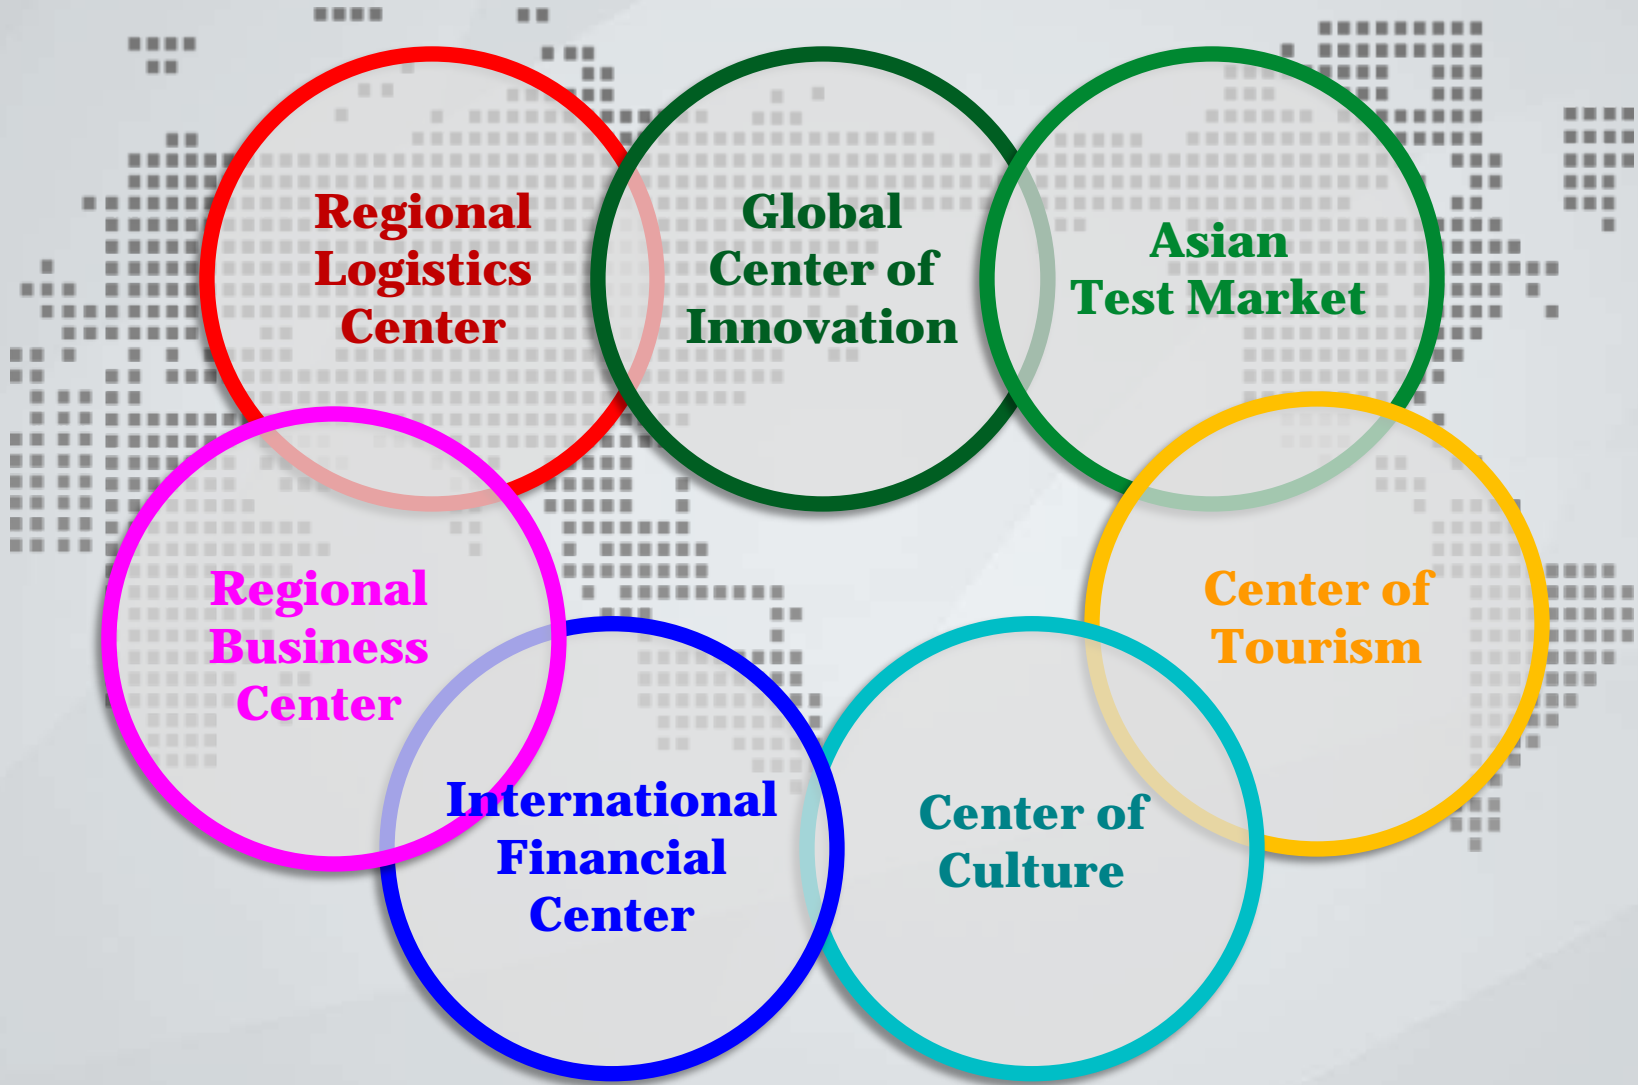 Regional
Logistics
Center
Global
Center of
Innovation
Asian
Test Market
Regional
Business
Center
Center of
Tourism
International
Financial
Center
Center of
Culture